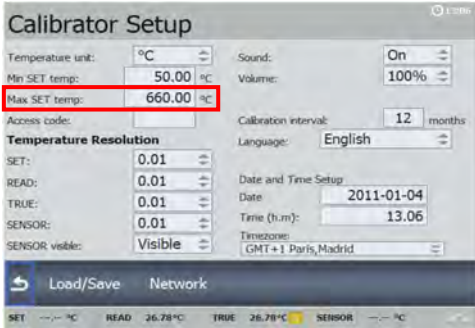 13:06
Calibrator Setup
Temperature unit: °C
Min SET temp: 50.00 °C
Max SET temp: 660.00 °C
Access code:
Temperature Resolution
SET: 0.01
READ: 0.01
TRUE: 0.01
SENSOR: 0.01
SENSOR visible: Visible
Sound: On
Volume: 100%
Calibration interval: 12 months
Language: English
Date and Time Setup
Date 2011-01-04
Time (h.m): 13.06
Timezone:
GMT+1 Paris,Madrid
Load/Save Network
SET --.-- °C READ 26.78°C TRUE 26.78°C SENSOR --.-- °C